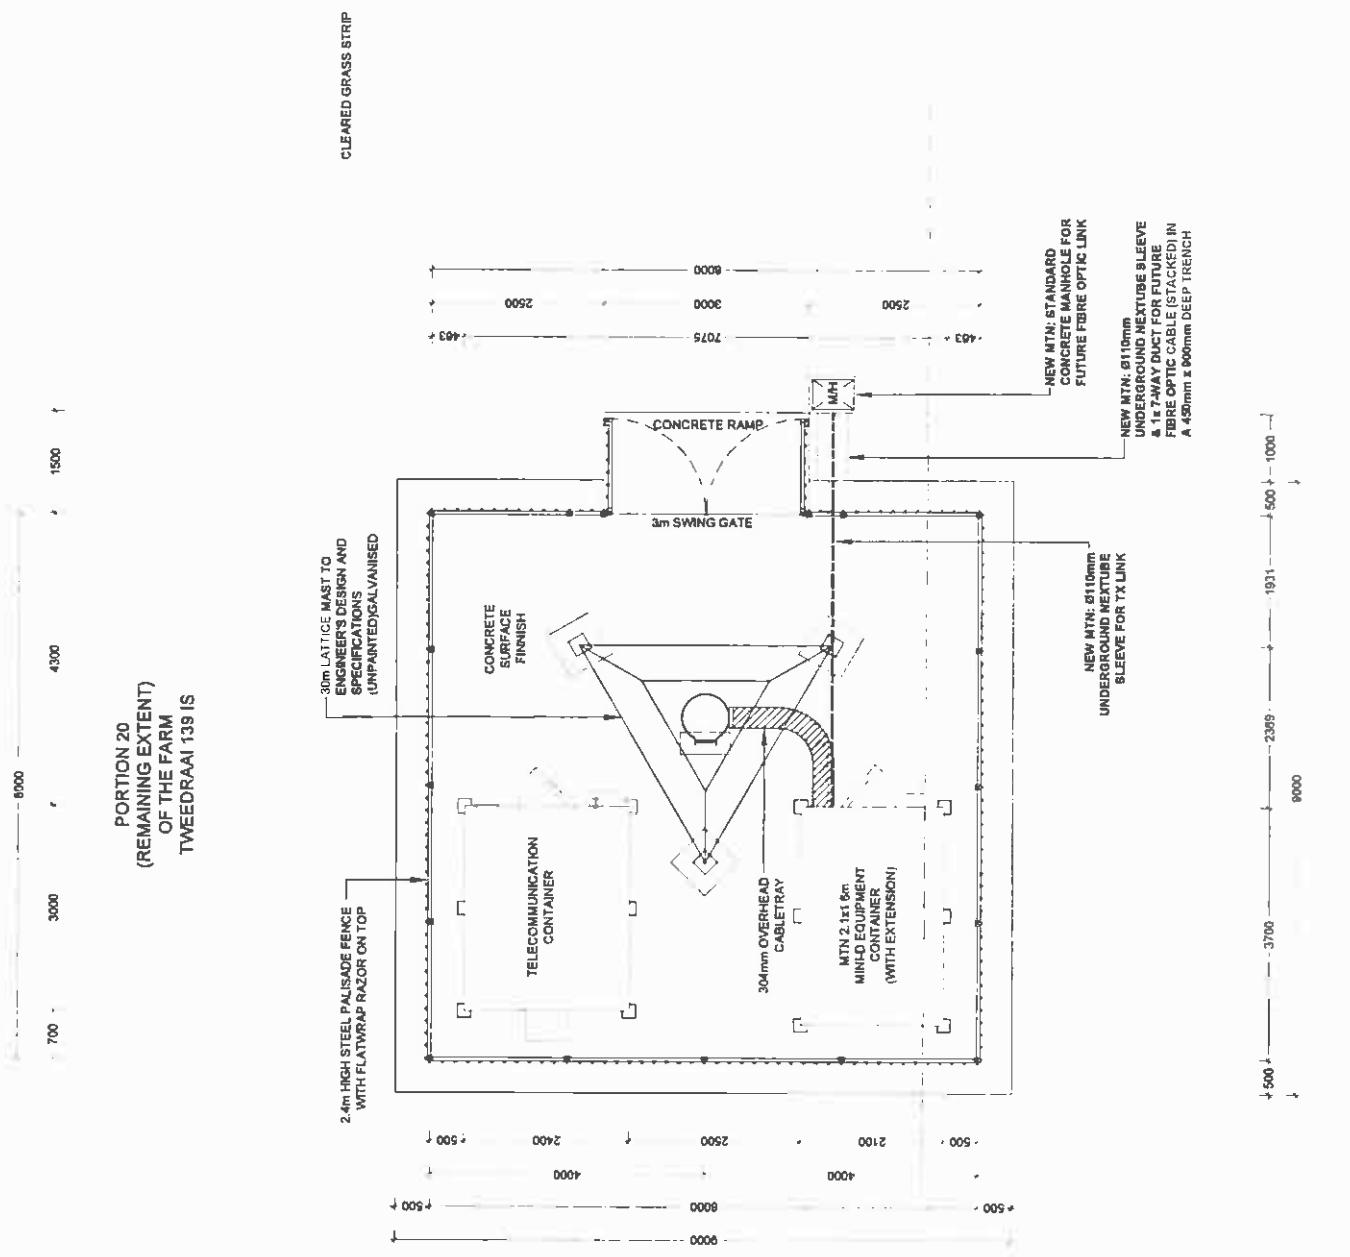 CLEARED GRASS STRIP
8000
2500
3000
2500
463
7075
463
NEW MTN: STANDARD
CONCRETE MANHOLE FOR
FUTURE FIBRE OPTIC LINK
NEW MTN: Ø110mm
UNDERGROUND NEXTUBE SLEEVE
& 1x 7-WAY DUCT FOR FUTURE
FIBRE OPTIC CABLE (STACKED) IN
A 450mm x 900mm DEEP TRENCH
M/H
CONCRETE RAMP
3m SWING GATE
1500
4300
8000
3000
700
PORTION 20
(REMAINING EXTENT)
OF THE FARM
TWEEDRAAI 139 IS
30m LATTICE MAST TO
ENGINEER'S DESIGN AND
SPECIFICATIONS
(UNPAINTED)GALVANISED
CONCRETE
SURFACE
FINNISH
NEW MTN: Ø110mm
UNDERGROUND NEXTUBE
SLEEVE FOR TX LINK
1000
500
1931
2369
9000
3700
500
2.4m HIGH STEEL PALISADE FENCE
WITH FLATWRAP RAZOR ON TOP
TELECOMMUNICATION
CONTAINER
304mm OVERHEAD
CABLETRAY
MTN 2.1x1.6m
MINI-D EQUIPMENT
CONTAINER
(WITH EXTENSION)
500
2400
2500
2100
500
4000
4000
500
8000
500
9000